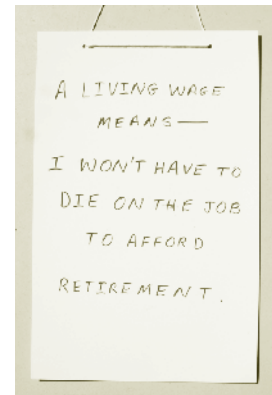 A LIVING WAGE
MEANS—
I WON'T HAVE TO
DIE ON THE JOB
TO AFFORD
RETIREMENT.